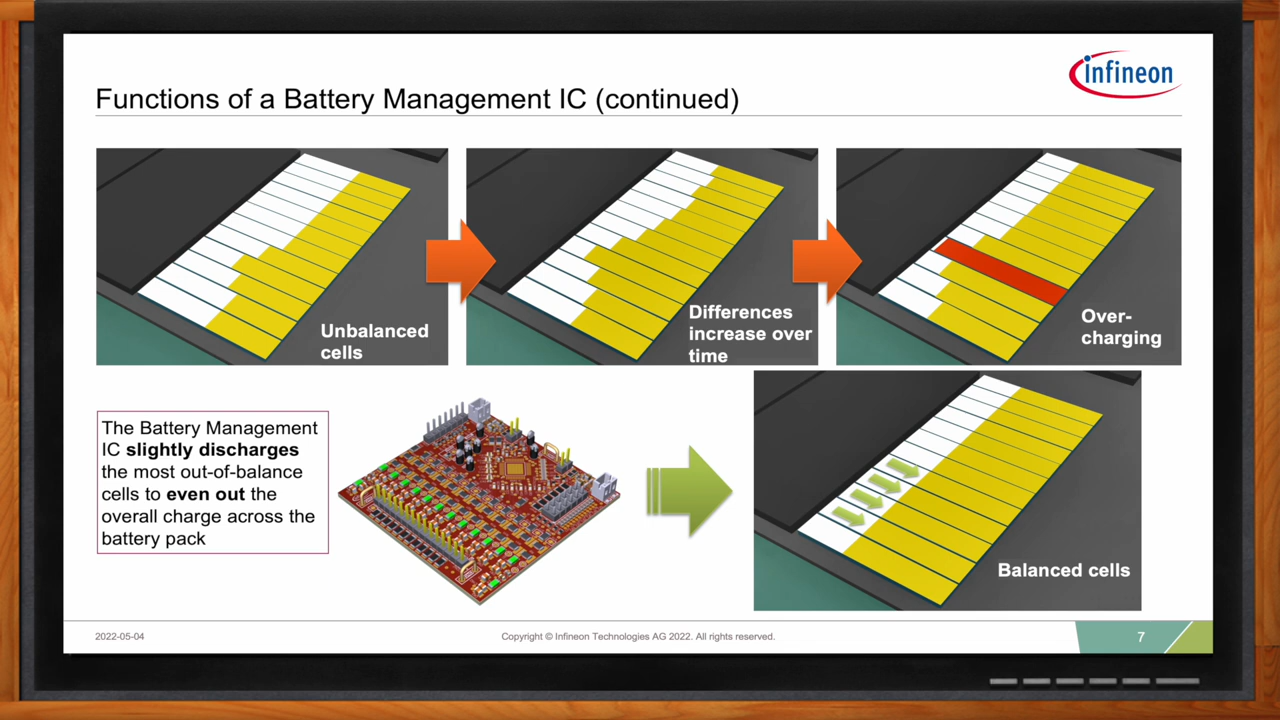 infineon
Functions of a Battery Management IC (continued)
Unbalanced
cells
Differences
increase over
time
Over-
charging
The Battery Management
IC slightly discharges
the most out-of-balance
cells to even out the
overall charge across the
battery pack
Balanced cells
2022-05-04
Copyright © Infineon Technologies AG 2022. All rights reserved.
7